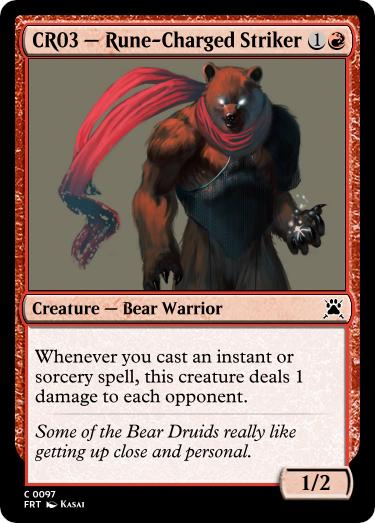 CR03 — Rune-Charged Striker 1
Creature — Bear Warrior
Whenever you cast an instant or
sorcery spell, this creature deals 1
damage to each opponent.
Some of the Bear Druids really like
getting up close and personal.
1/2
C 0097
FRT Kasai